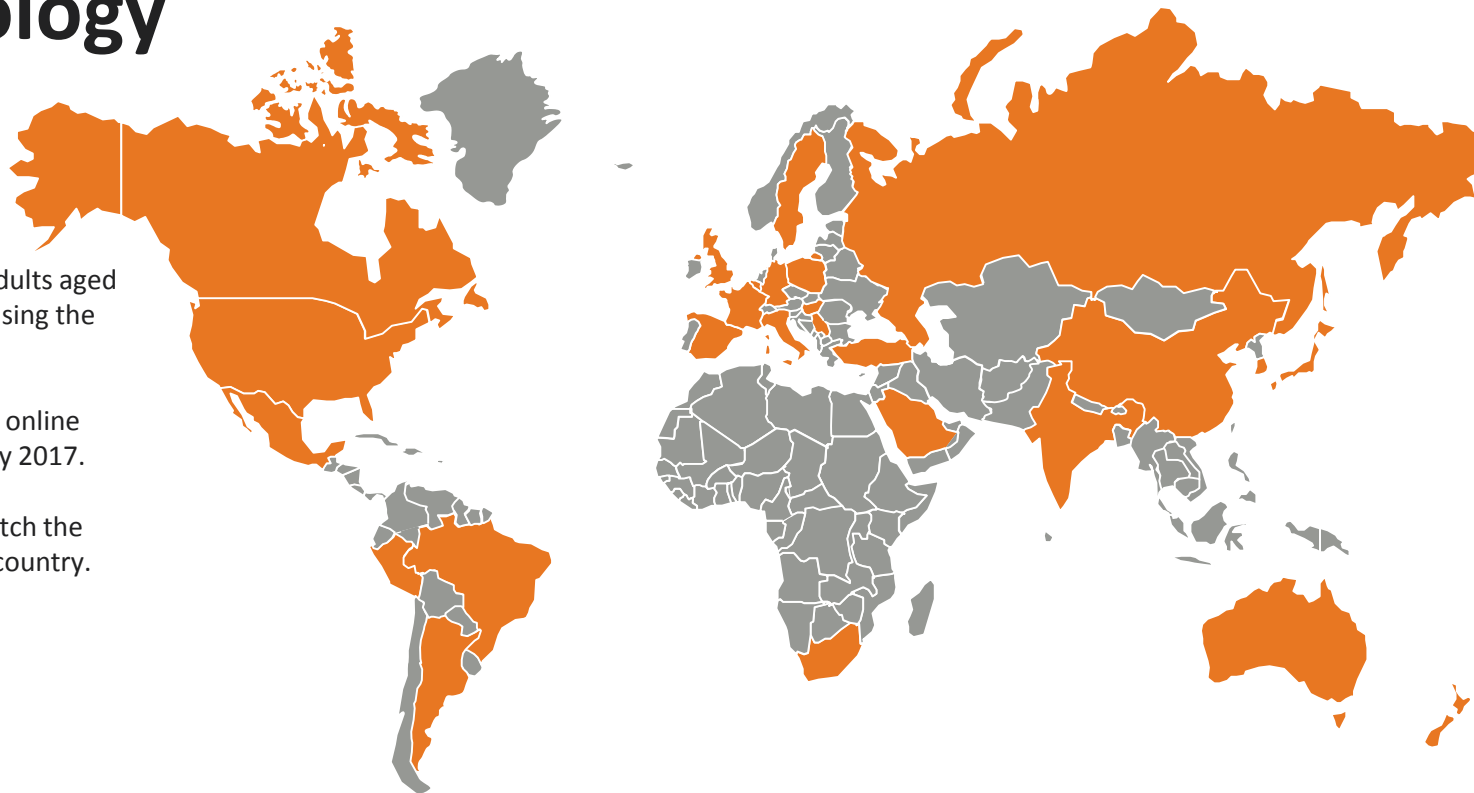 ology
dults aged
sing the
online
y 2017.
tch the
country.